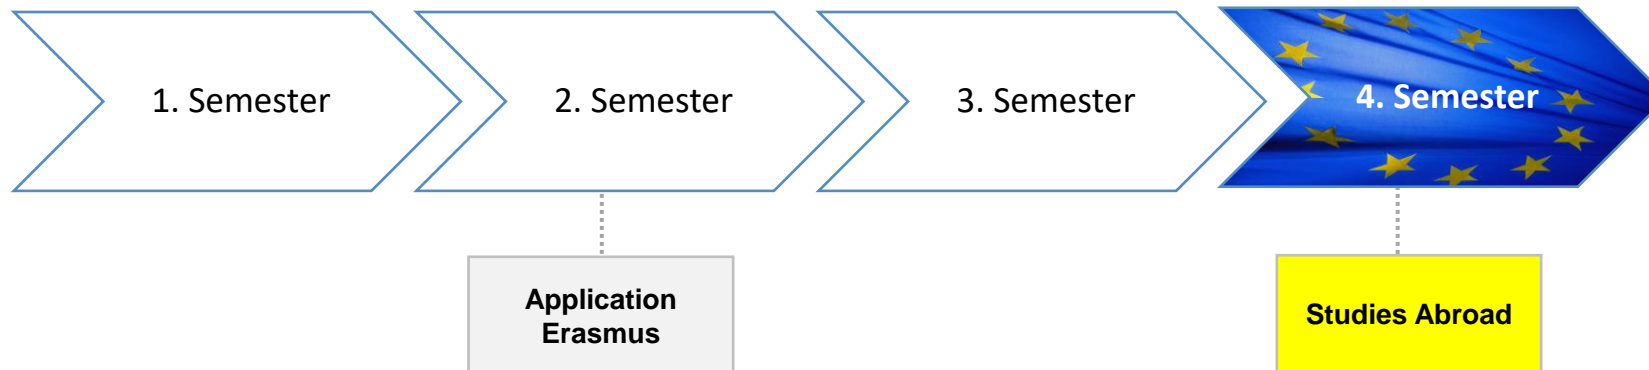 1. Semester
2. Semester
3. Semester
4. Semester
Application
Erasmus
Studies Abroad